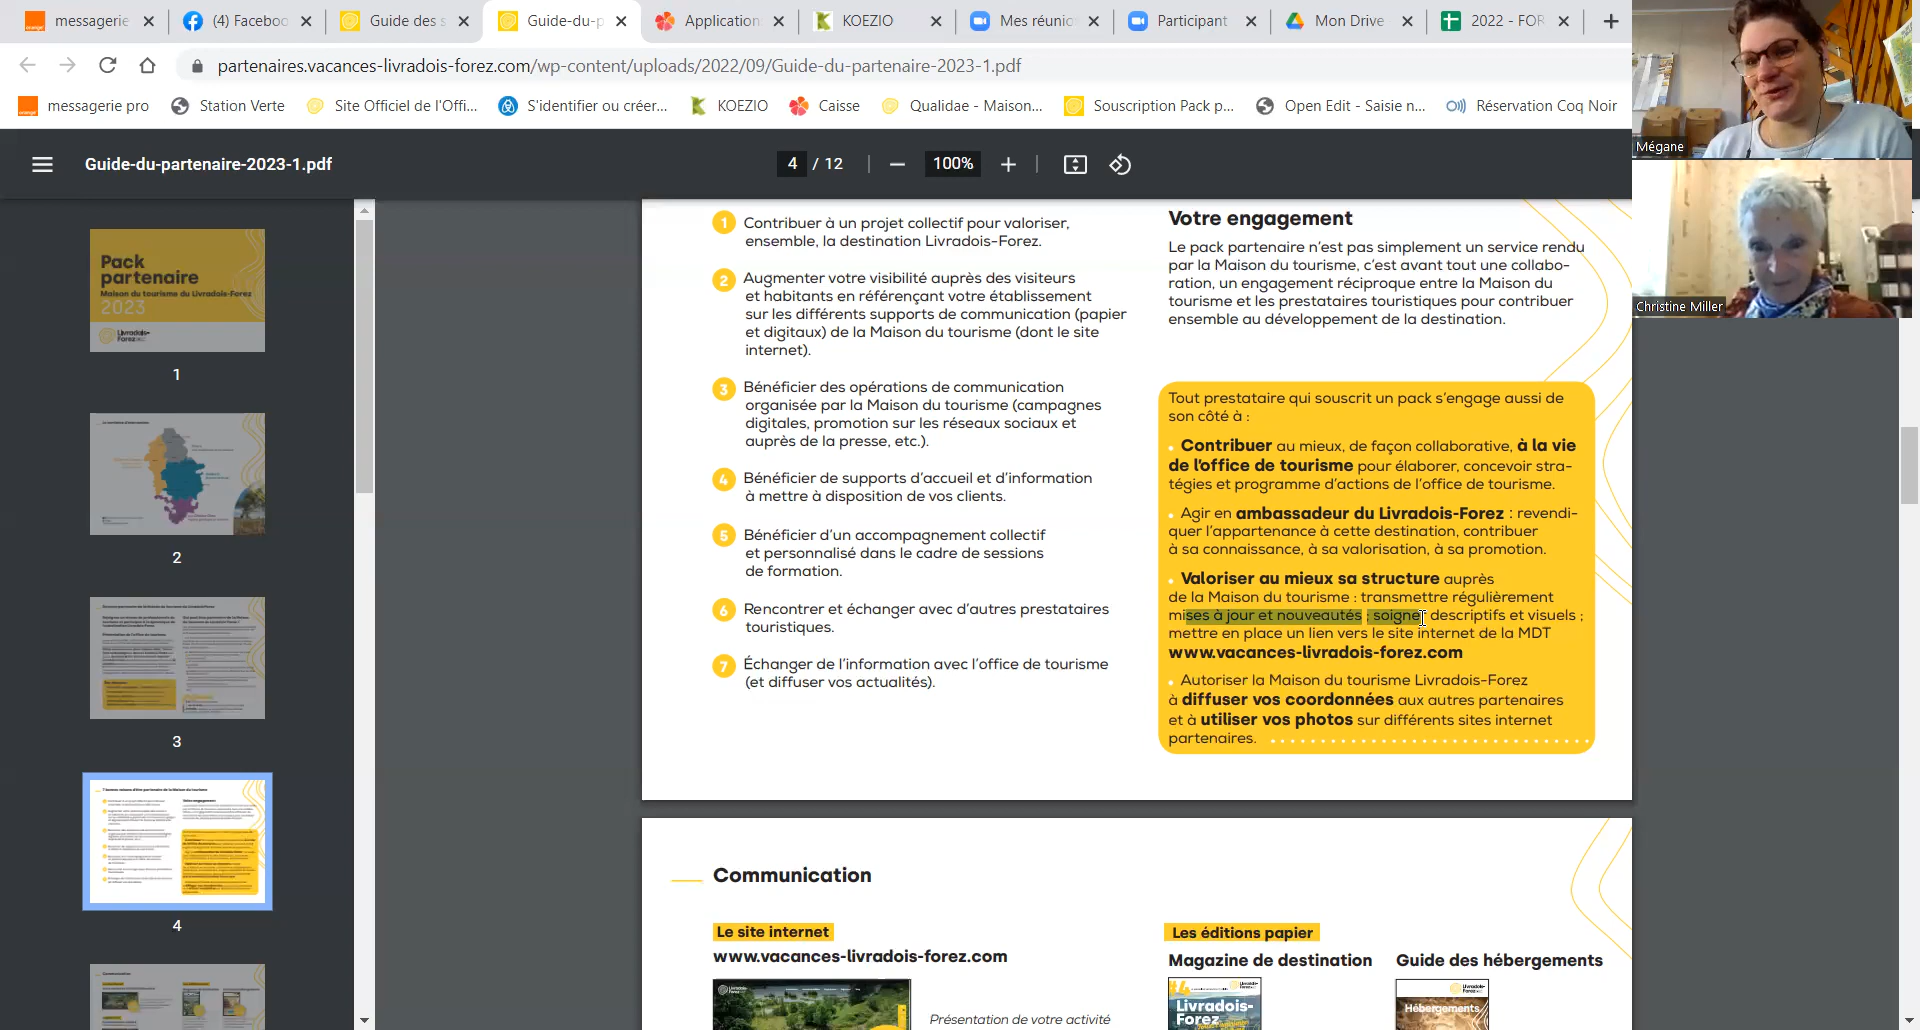 messagerie
(4) Faceboo
Guide des s
Guide-du-p
Application
KOEZIO
Mes réunio
Participant
Mon Drive
2022 - FOR
partenaires.vacances-livradois-forez.com/wp-content/uploads/2022/09/Guide-du-partenaire-2023-1.pdf
messagerie pro
Station Verte
Site Officiel de l'Offi...
S'identifier ou créer...
KOEZIO
Caisse
Qualidae - Maison...
Souscription Pack p...
Open Edit - Saisie n...
Réservation Coq Noir
Guide-du-partenaire-2023-1.pdf
4 / 12
100%
Mégane
Christine Miller
Pack
partenaire
Maison du tourisme du Livradois-Forez
2023
Livradois-
Forez
1
2
3
4
1 Contribuer à un projet collectif pour valoriser,
ensemble, la destination Livradois-Forez.
2 Augmenter votre visibilité auprès des visiteurs
et habitants en référençant votre établissement
sur les différents supports de communication (papier
et digitaux) de la Maison du tourisme (dont le site
internet).
3 Bénéficier des opérations de communication
organisée par la Maison du tourisme (campagnes
digitales, promotion sur les réseaux sociaux et
auprès de la presse, etc.).
4 Bénéficier de supports d'accueil et d'information
à mettre à disposition de vos clients.
5 Bénéficier d'un accompagnement collectif
et personnalisé dans le cadre de sessions
de formation.
6 Rencontrer et échanger avec d'autres prestataires
touristiques.
7 Échanger de l'information avec l'office de tourisme
(et diffuser vos actualités).
Votre engagement
Le pack partenaire n'est pas simplement un service rendu
par la Maison du tourisme, c'est avant tout une collabo-
ration, un engagement réciproque entre la Maison du
tourisme et les prestataires touristiques pour contribuer
ensemble au développement de la destination.
Tout prestataire qui souscrit un pack s'engage aussi de
son côté à :
• Contribuer au mieux, de façon collaborative, à la vie
de l'office de tourisme pour élaborer, concevoir stra-
tégies et programme d'actions de l'office de tourisme.
• Agir en ambassadeur du Livradois-Forez : revendi-
quer l'appartenance à cette destination, contribuer
à sa connaissance, à sa valorisation, à sa promotion.
• Valoriser au mieux sa structure auprès
de la Maison du tourisme : transmettre régulièrement
mises à jour et nouveautés ; soigner descriptifs et visuels ;
mettre en place un lien vers le site internet de la MDT
www.vacances-livradois-forez.com
• Autoriser la Maison du tourisme Livradois-Forez
à diffuser vos coordonnées aux autres partenaires
et à utiliser vos photos sur différents sites internet
partenaires.
Communication
Le site internet
www.vacances-livradois-forez.com
Présentation de votre activité
Les éditions papier
Magazine de destination
Guide des hébergements
#4
Livradois-
Forez
Hébergements